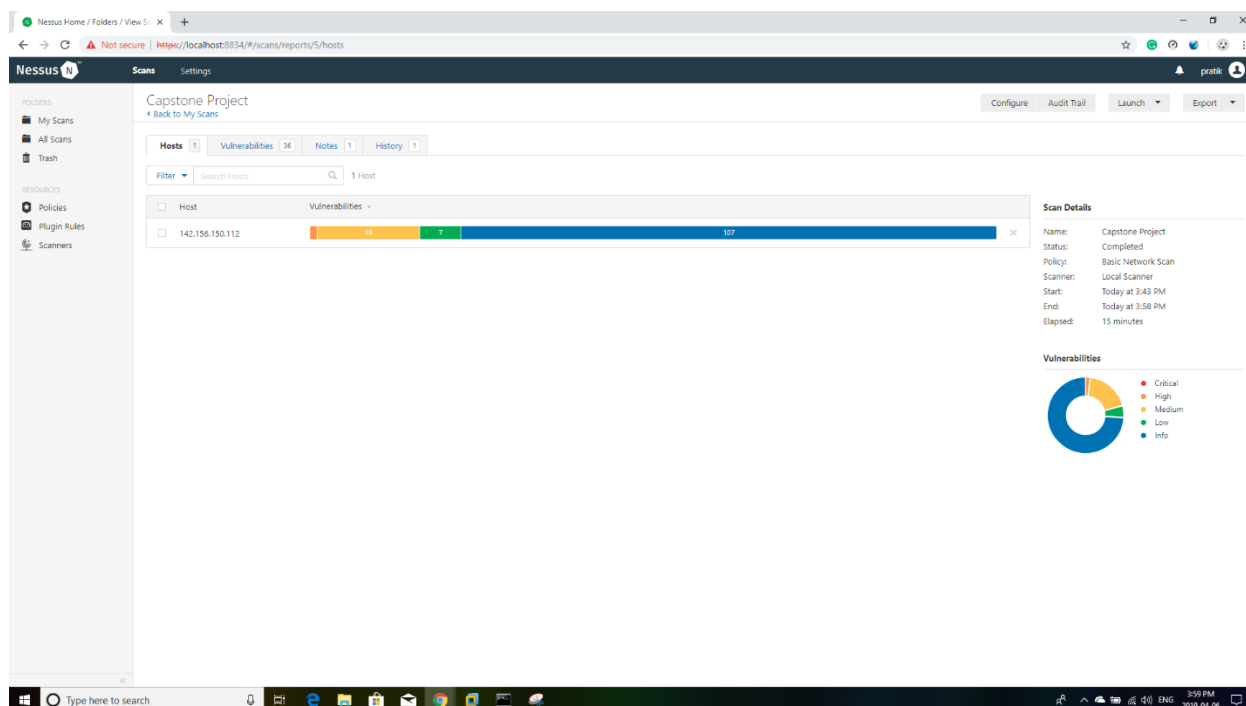 Nessus Home / Folders / View Sc
Not secure | https://localhost:8834/#/scans/reports/5/hosts
Nessus N Scans Settings pratik
FOLDERS
My Scans
All Scans
Trash
RESOURCES
Policies
Plugin Rules
Scanners
Capstone Project
Back to My Scans
Configure Audit Trail Launch Export
Hosts 1 Vulnerabilities 36 Notes 1 History 1
Filter Search Hosts 1 Host
Host Vulnerabilities
142.156.150.112 7 107
Scan Details
Name: Capstone Project
Status: Completed
Policy: Basic Network Scan
Scanner: Local Scanner
Start: Today at 3:43 PM
End: Today at 3:58 PM
Elapsed: 15 minutes
Vulnerabilities
Critical
High
Medium
Low
Info
Type here to search
ENG
3:59 PM
2019-04-06